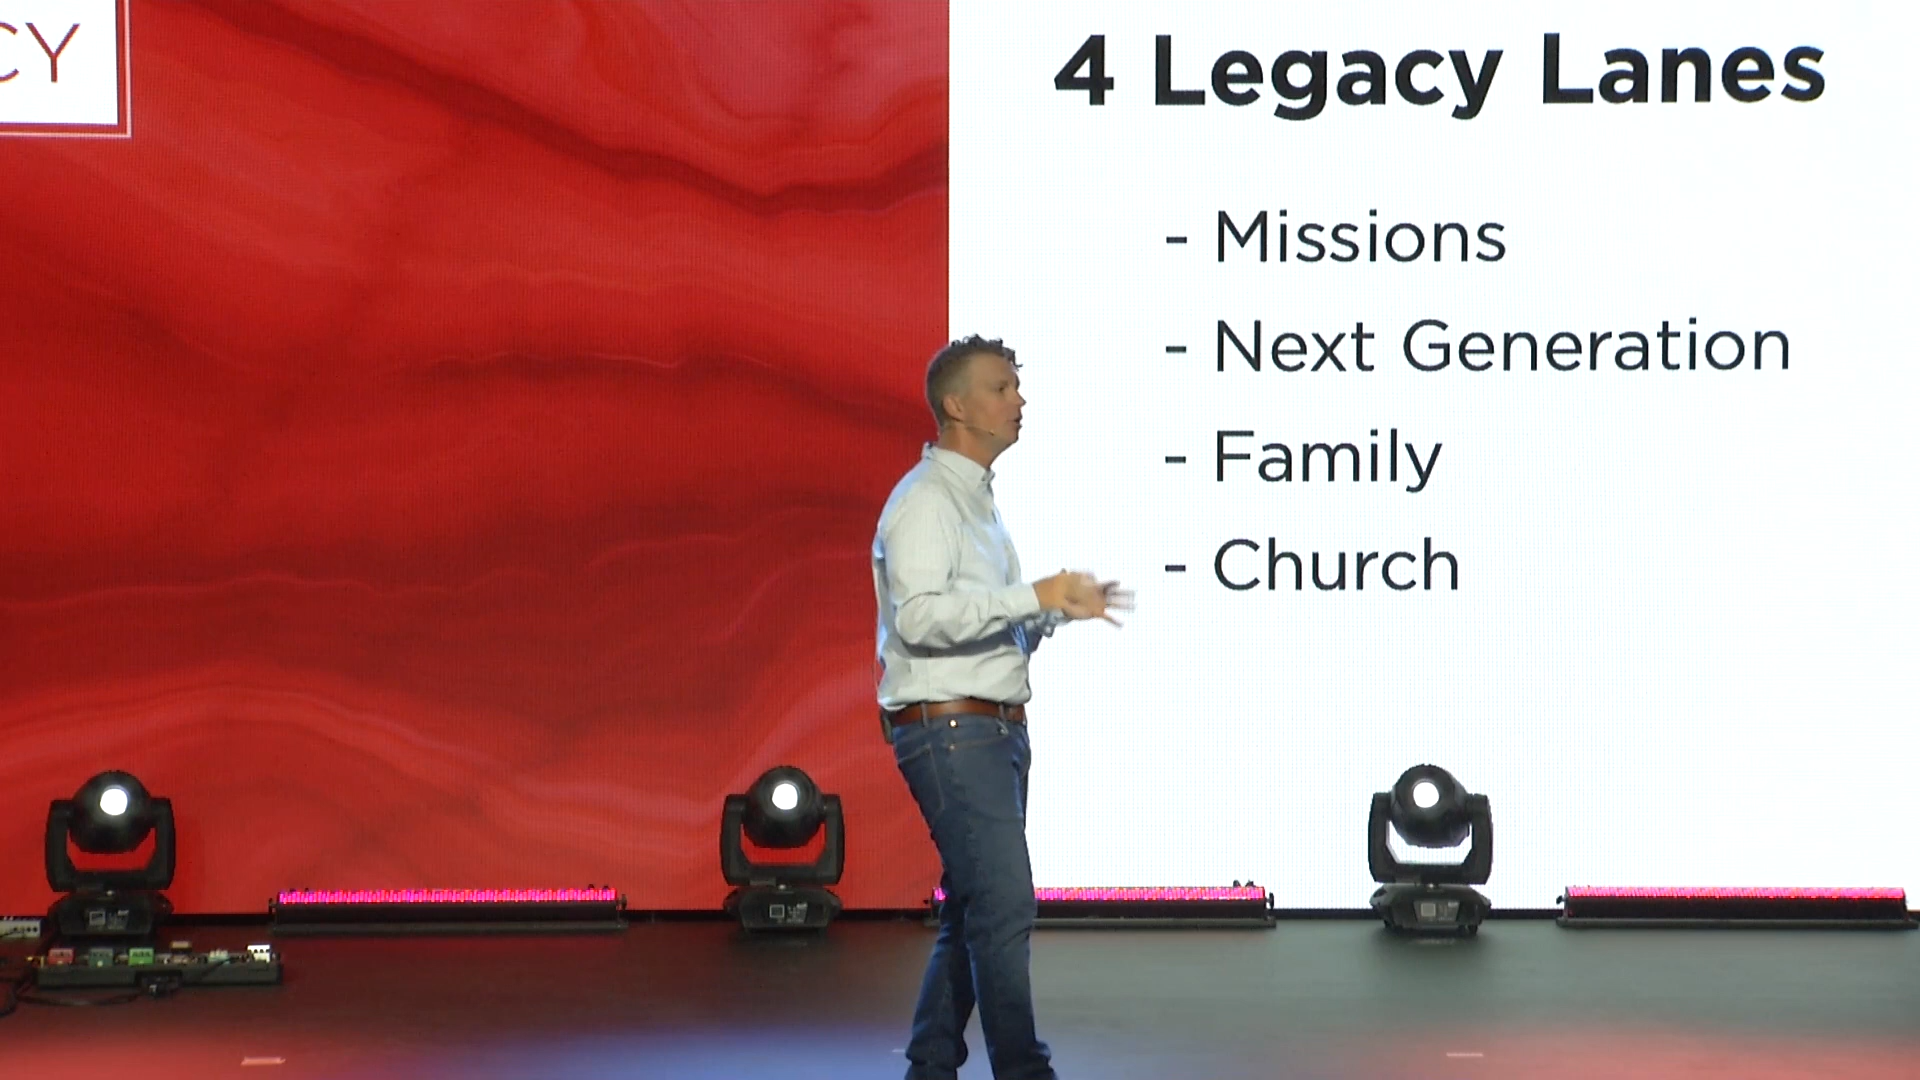 CY
4 Legacy Lanes
- Missions
- Next Generation
- Family
- Church